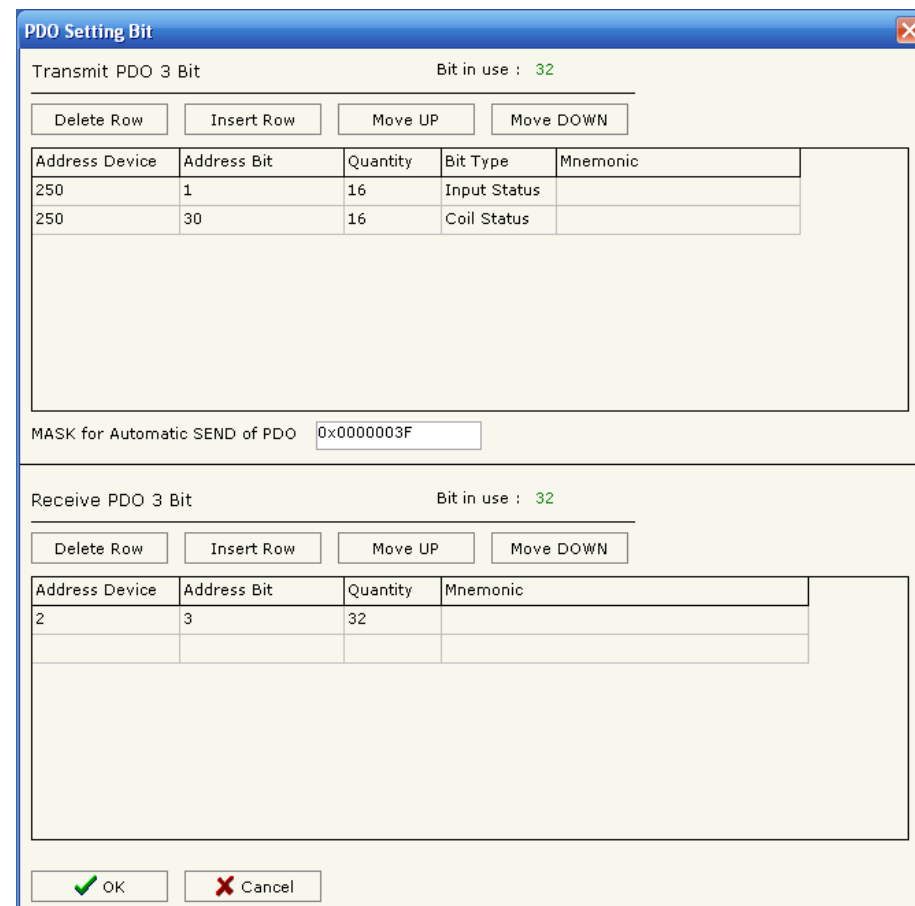 PDO Setting Bit
Transmit PDO 3 Bit Bit in use : 32
Delete Row Insert Row Move UP Move DOWN
Address Device Address Bit Quantity Bit Type Mnemonic
250 1 16 Input Status
250 30 16 Coil Status
MASK for Automatic SEND of PDO 0x0000003F
Receive PDO 3 Bit Bit in use : 32
Delete Row Insert Row Move UP Move DOWN
Address Device Address Bit Quantity Mnemonic
2 3 32
OK Cancel